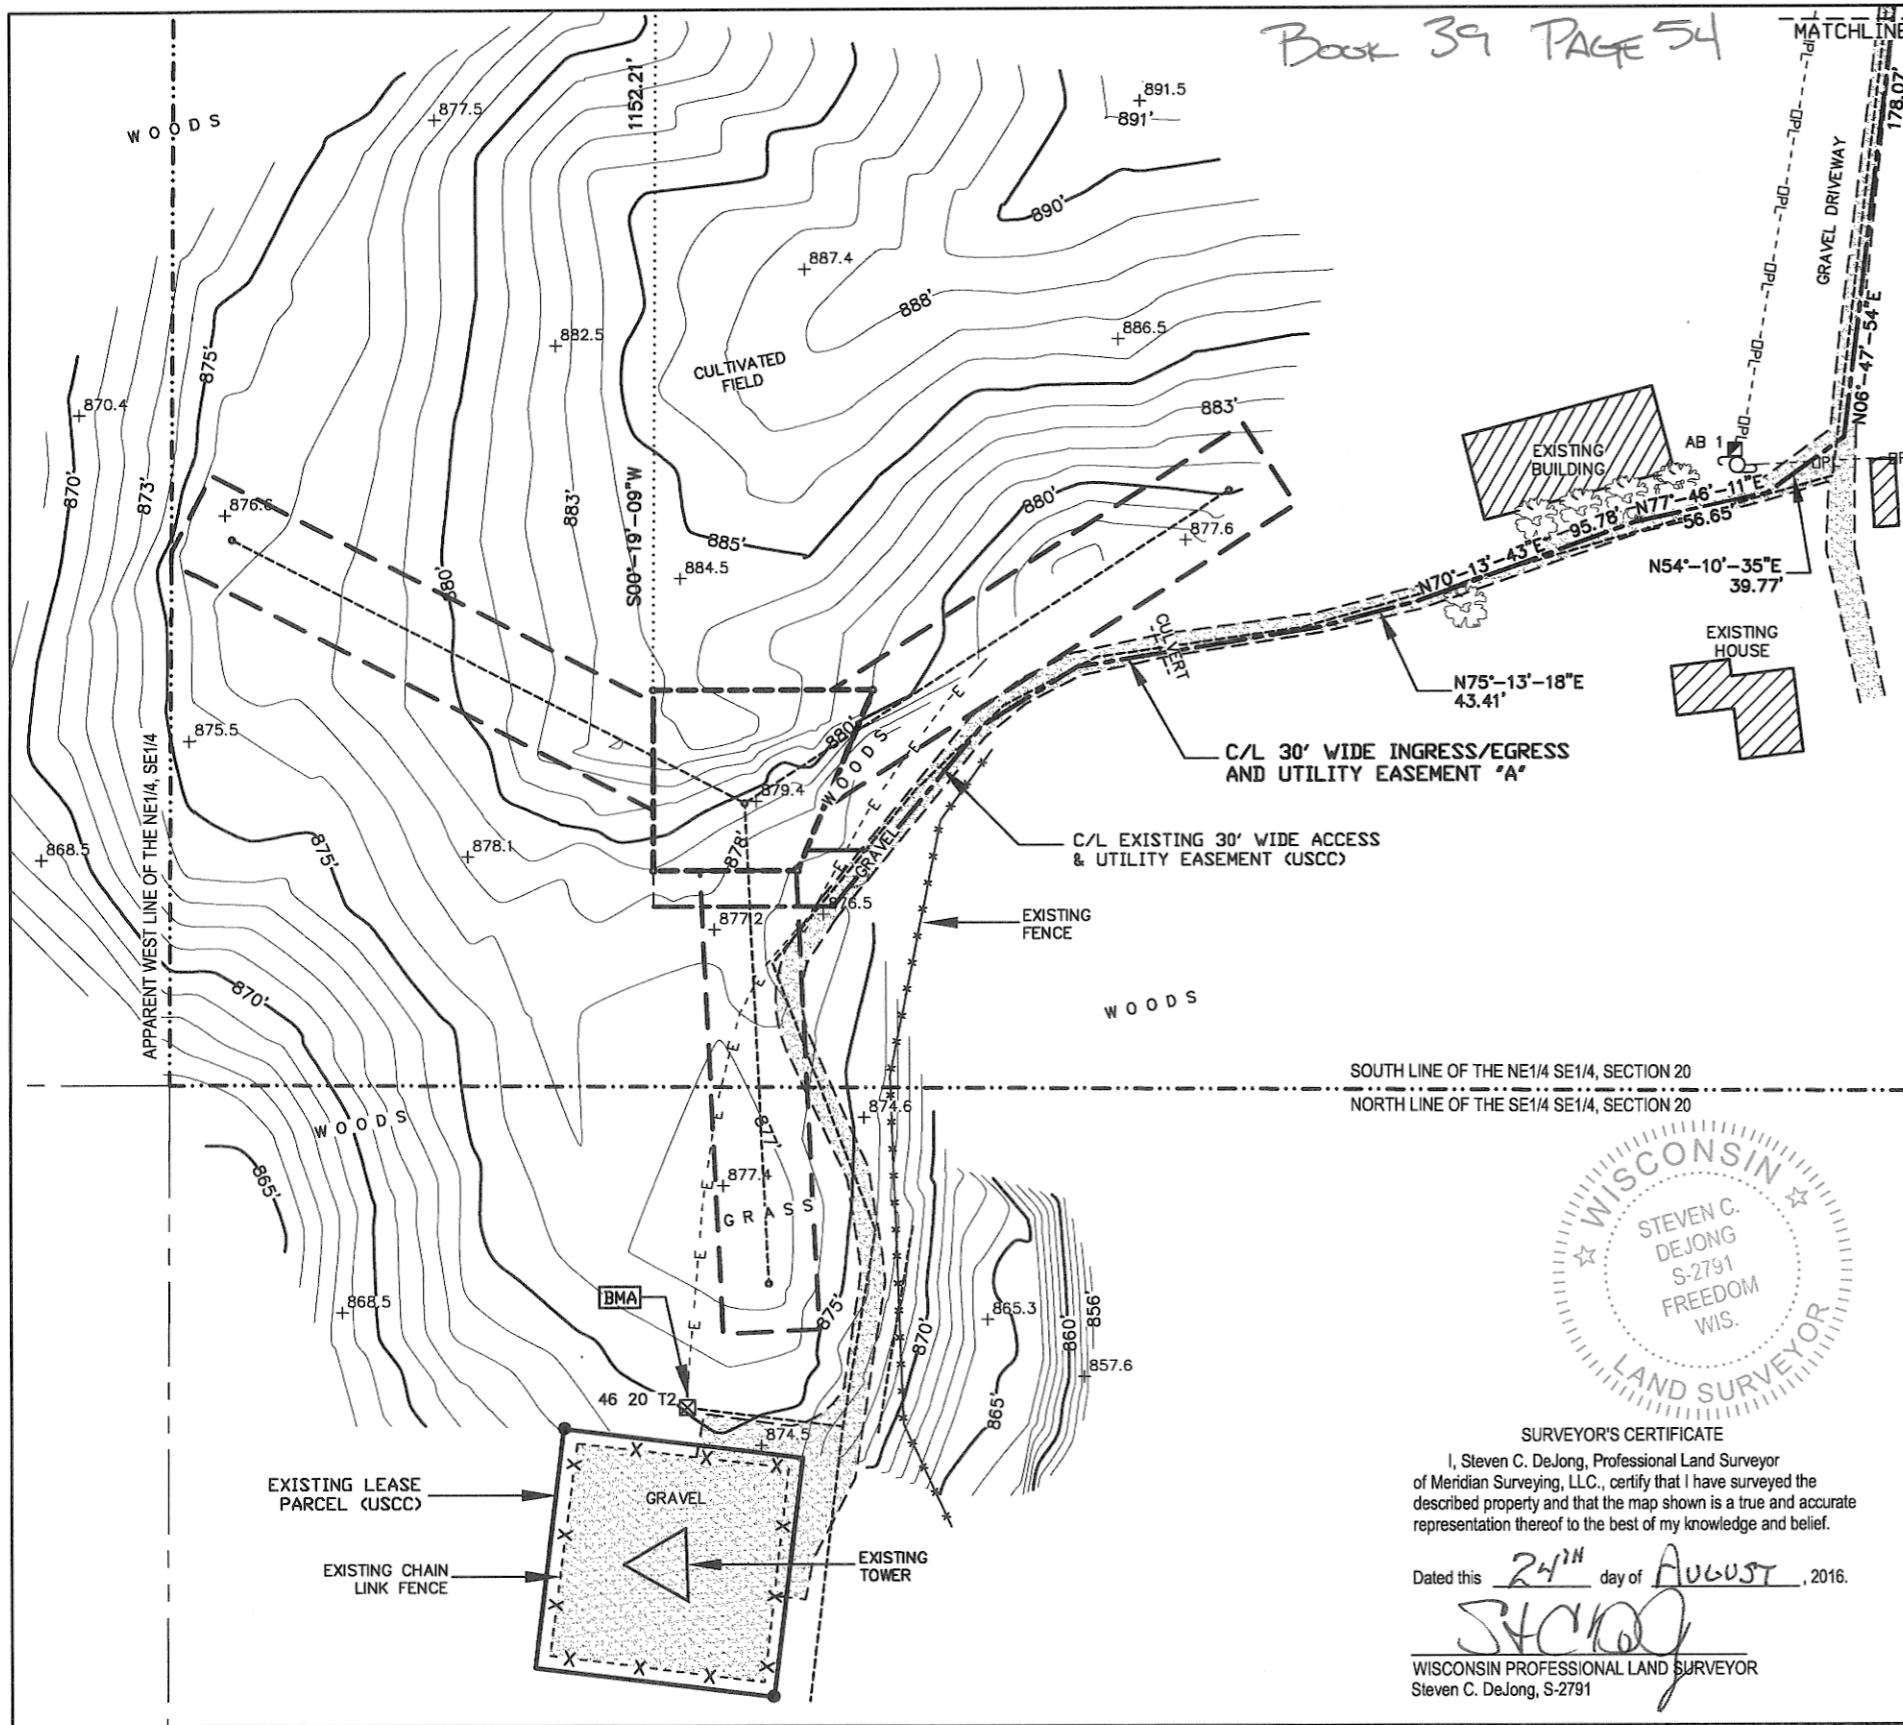 BOOK 39 PAGE 54
MATCHLINE
178.07'
WOODS
877.5
1152.21'
891.5
891'
890'
GRAVEL DRIVEWAY
OPL
OPL
OPL
OPL
OPL
OPL
OPL
887.4
888'
886.5
882.5
CULTIVATED
FIELD
875'
870.4
870'
873'
883'
N06°-47'-54"E
EXISTING
BUILDING
AB 1
876.6
883'
S00°-19'-09"W
880'
885'
884.5
880'
877.6
N77°-46'-11"E
56.65'
95.78'
N70°-13'-43"E
N54°-10'-35"E
39.77'
EXISTING
HOUSE
CULVERT
N75°-13'-18"E
43.41'
C/L 30' WIDE INGRESS/EGRESS
AND UTILITY EASEMENT "A"
875.5
880'
WOODS
E
E
E
E
879.4
878'
878.1
875'
868.5
GRAVEL
C/L EXISTING 30' WIDE ACCESS
& UTILITY EASEMENT (USCC)
877.2
876.5
EXISTING
FENCE
APPARENT WEST LINE OF THE NE1/4, SE1/4
870'
WOODS
SOUTH LINE OF THE NE1/4 SE1/4, SECTION 20
NORTH LINE OF THE SE1/4 SE1/4, SECTION 20
E
E
E
E
E
E
WOODS
865'
877'
874.6
877.4
GRASS
868.5
BMA
875'
870'
865.3
865'
860'
856'
857.6
46 20 T2
874.5
EXISTING LEASE
PARCEL (USCC)
GRAVEL
EXISTING CHAIN
LINK FENCE
EXISTING
TOWER
WISCONSIN
STEVEN C.
DEJONG
S-2791
FREEDOM
WIS.
LAND SURVEYOR
SURVEYOR'S CERTIFICATE
I, Steven C. DeJong, Professional Land Surveyor
of Meridian Surveying, LLC., certify that I have surveyed the
described property and that the map shown is a true and accurate
representation thereof to the best of my knowledge and belief.
Dated this 24TH day of AUGUST, 2016.
WISCONSIN PROFESSIONAL LAND SURVEYOR
Steven C. DeJong, S-2791